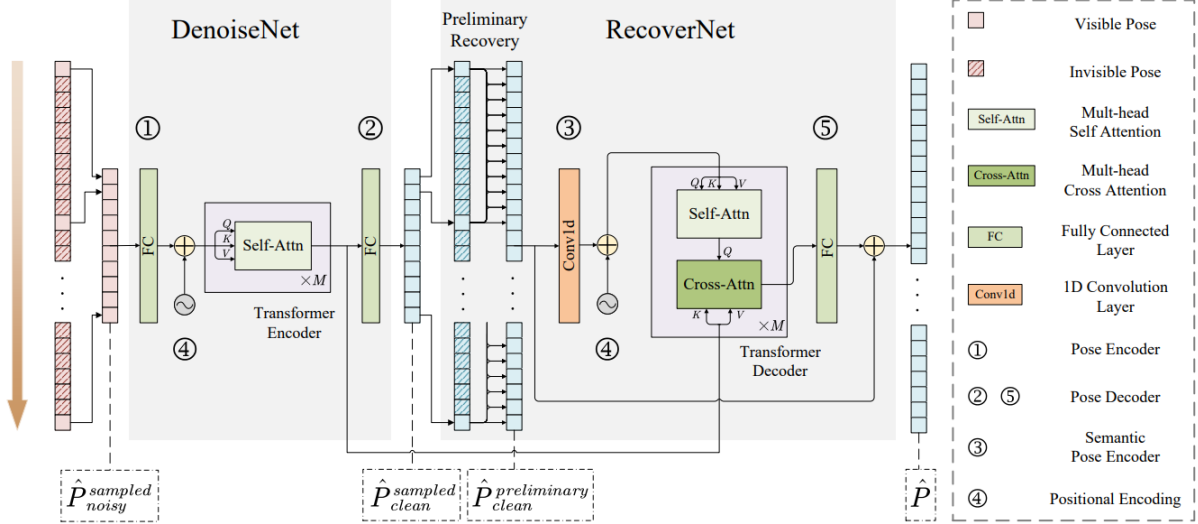 DenoiseNet
Preliminary
Recovery
RecoverNet
①
②
③
⑤
FC
Q
K
V
Self-Attn
×M
Transformer
Encoder
④
FC
Conv1d
④
Q
K
V
Self-Attn
Q
Cross-Attn
K
V
×M
Transformer
Decoder
FC
P̂ sampled noisy
P̂ sampled clean
P̂ preliminary clean
P̂
Visible Pose
Invisible Pose
Self-Attn
Mult-head
Self Attention
Cross-Attn
Mult-head
Cross Attention
FC
Fully Connected
Layer
Conv1d
1D Convolution
Layer
① Pose Encoder
② ⑤ Pose Decoder
③ Semantic
Pose Encoder
④ Positional Encoding